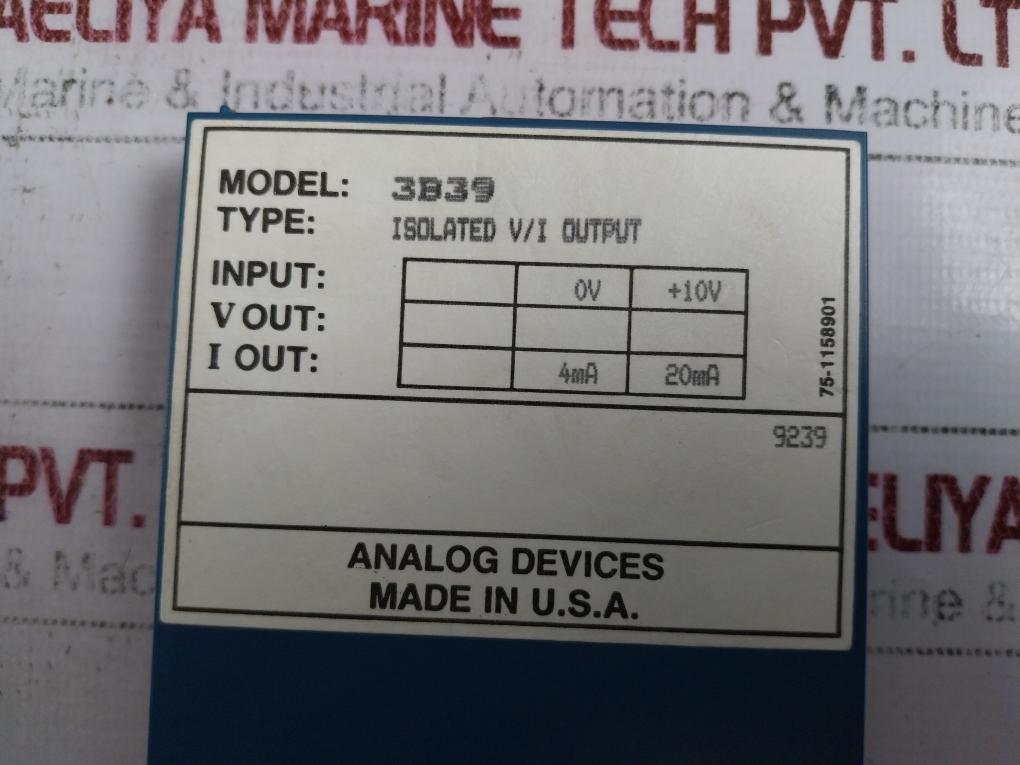 AELIYA MARINE TECH PVT. LT
Marine & Industrial Automation & Machine
MODEL: 3B39
TYPE: ISOLATED V/I OUTPUT
INPUT: 0V +10V
V OUT:
I OUT: 4mA 20mA
75-1158901
9239
PVT.
ELIYA
& Mac
rine &
ANALOG DEVICES
MADE IN U.S.A.